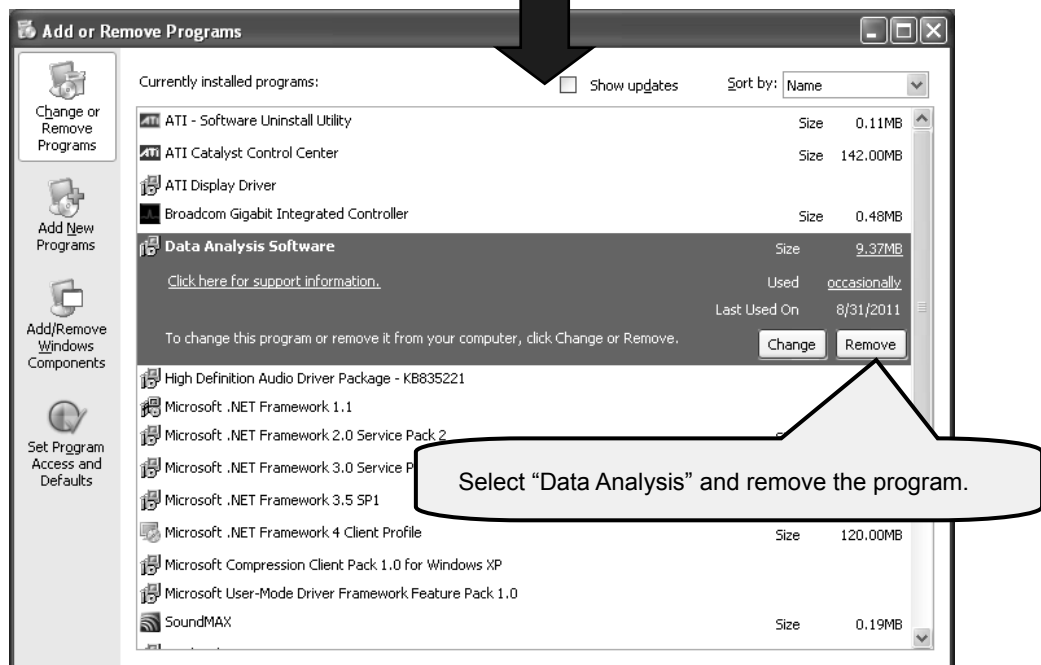 Add or Remove Programs
Change or
Remove
Programs
Add New
Programs
Add/Remove
Windows
Components
Set Program
Access and
Defaults
Currently installed programs:
Show updates
Sort by: Name
ATI - Software Uninstall Utility Size 0.11MB
ATI Catalyst Control Center Size 142.00MB
ATI Display Driver
Broadcom Gigabit Integrated Controller Size 0.48MB
Data Analysis Software Size 9.37MB
Click here for support information. Used occasionally
Last Used On 8/31/2011
To change this program or remove it from your computer, click Change or Remove. Change Remove
High Definition Audio Driver Package - KB835221
Microsoft .NET Framework 1.1
Microsoft .NET Framework 2.0 Service Pack 2
Microsoft .NET Framework 3.0 Service P
Microsoft .NET Framework 3.5 SP1
Select “Data Analysis” and remove the program.
Microsoft .NET Framework 4 Client Profile Size 120.00MB
Microsoft Compression Client Pack 1.0 for Windows XP
Microsoft User-Mode Driver Framework Feature Pack 1.0
SoundMAX Size 0.19MB